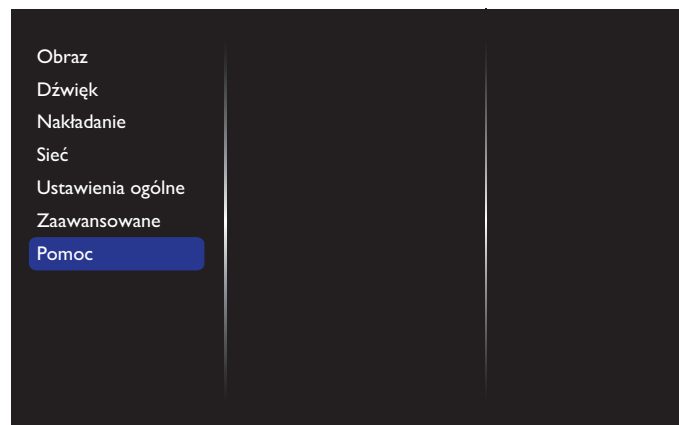 Obraz
Dźwięk
Nakładanie
Sieć
Ustawienia ogólne
Zaawansowane
Pomoc